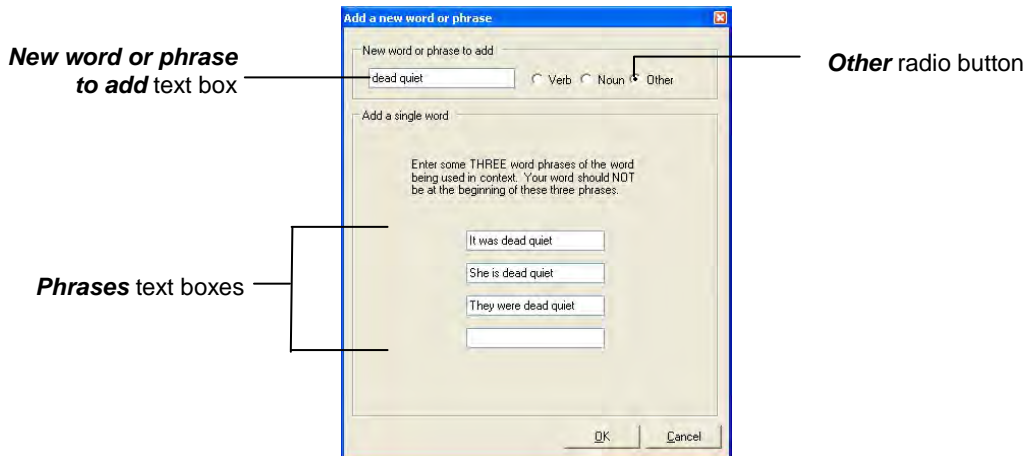 Add a new word or phrase
New word or phrase to add
New word or phrase
to add text box
dead quiet
Verb
Noun
Other
Other radio button
Add a single word
Enter some THREE word phrases of the word
being used in context. Your word should NOT
be at the beginning of these three phrases.
Phrases text boxes
It was dead quiet
She is dead quiet
They were dead quiet
OK
Cancel